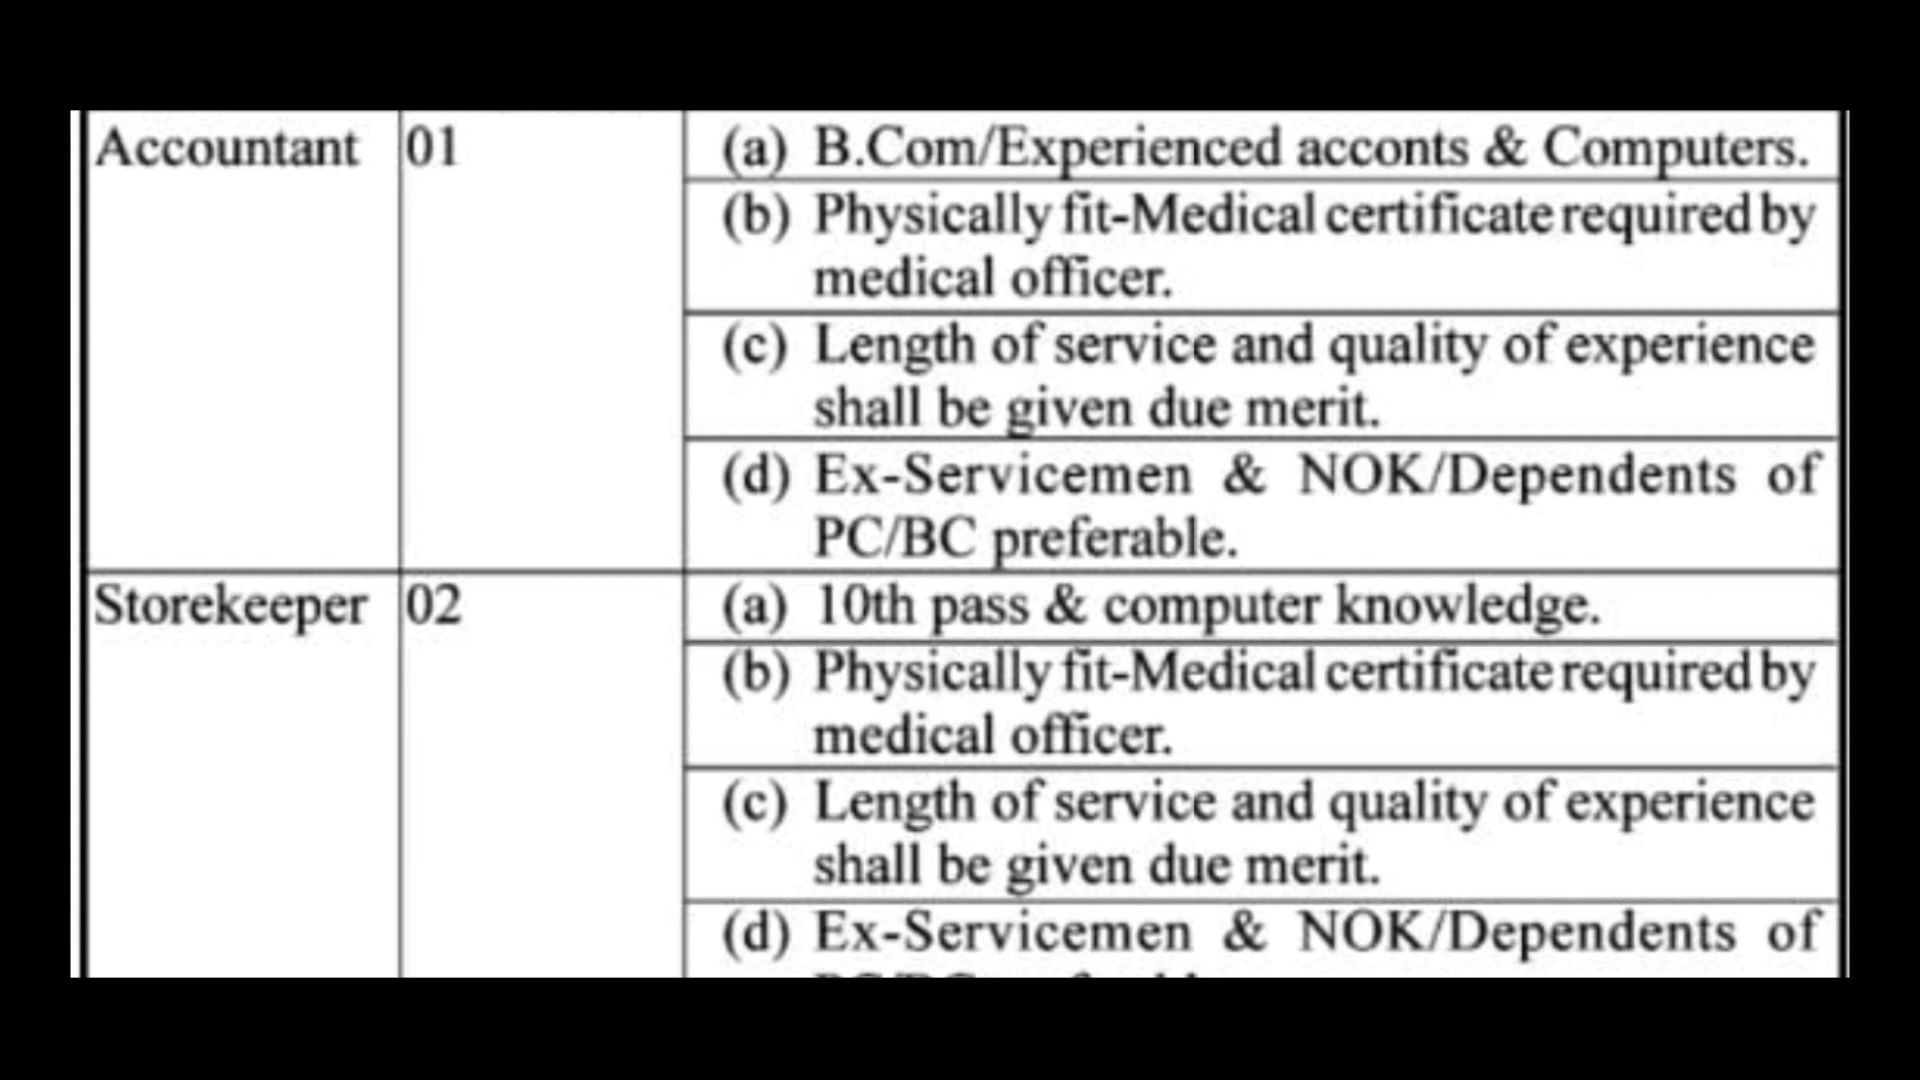 Accountant 01 (a) B.Com/Experienced acconts & Computers.
(b) Physically fit-Medical certificate required by
medical officer.
(c) Length of service and quality of experience
shall be given due merit.
(d) Ex-Servicemen & NOK/Dependents of
PC/BC preferable.
Storekeeper 02 (a) 10th pass & computer knowledge.
(b) Physically fit-Medical certificate required by
medical officer.
(c) Length of service and quality of experience
shall be given due merit.
(d) Ex-Servicemen & NOK/Dependents of